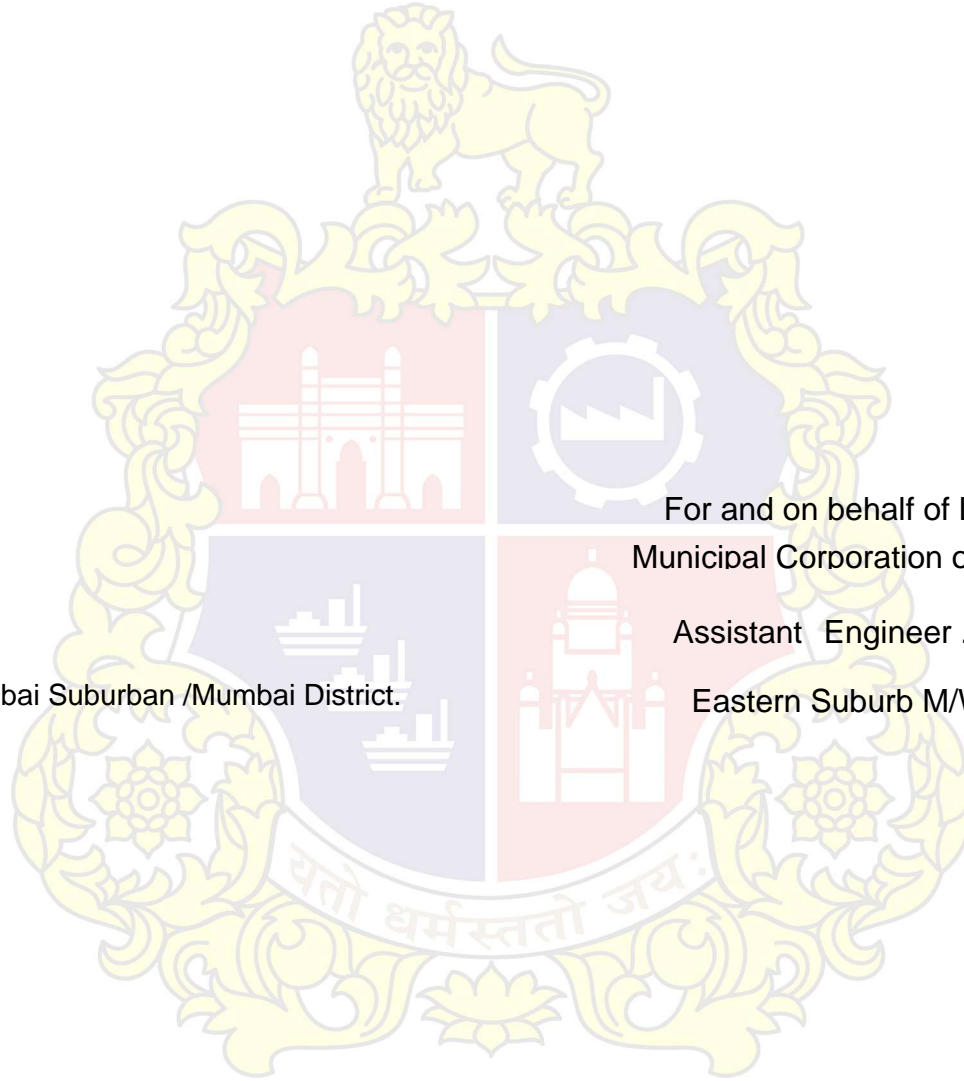 For and on behalf of
Municipal Corporation
Assistant Engineer
bai Suburban /Mumbai District.
Eastern Suburb
यतो धर्मस्ततो जय: